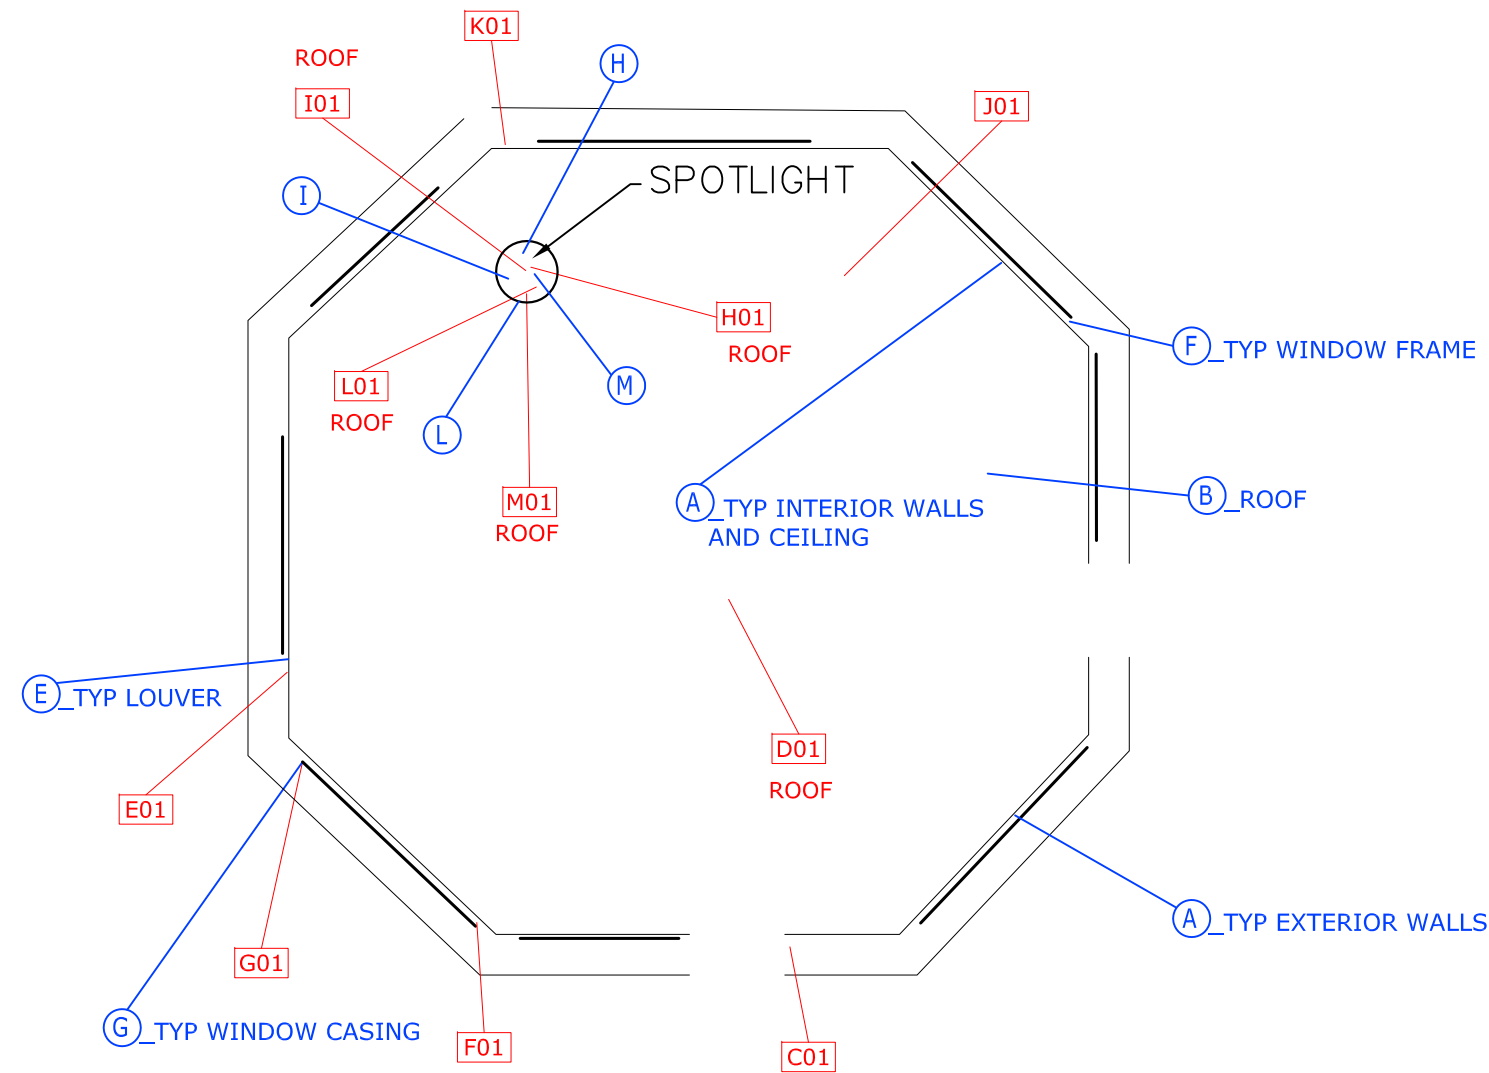 K01
ROOF
H
I01
J01
SPOTLIGHT
I
H01
ROOF
F_TYP WINDOW FRAME
L01
M
ROOF
L
M01
ROOF
A_TYP INTERIOR WALLS
AND CEILING
B_ROOF
E_TYP LOUVER
D01
ROOF
E01
A_TYP EXTERIOR WALLS
G01
G_TYP WINDOW CASING
F01
C01